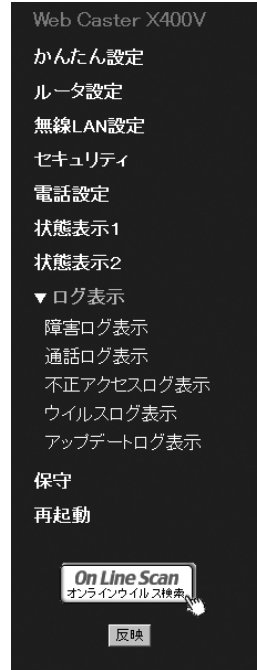 Web Caster X400V
かんたん設定
ルータ設定
無線LAN設定
セキュリティ
電話設定
状態表示1
状態表示2
▼ログ表示
障害ログ表示
通話ログ表示
不正アクセスログ表示
ウイルスログ表示
アップデートログ表示
保守
再起動
On Line Scan
オンラインウイルス検索
反映